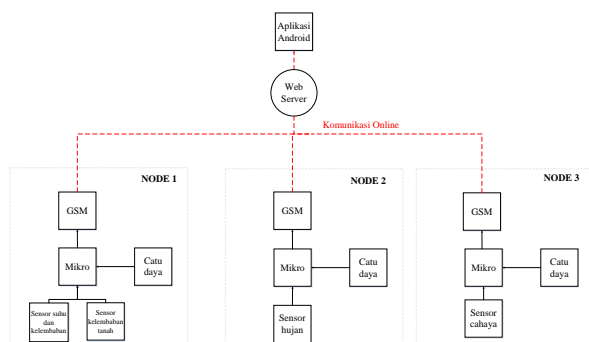 Aplikasi
Android
Web
Server
Komunikasi Online
NODE 1
GSM
Mikro
Catu
daya
Sensor suhu
dan
kelembaban
Sensor
kelembaban
tanah
NODE 2
GSM
Mikro
Catu
daya
Sensor
hujan
NODE 3
GSM
Mikro
Catu
daya
Sensor
cahaya